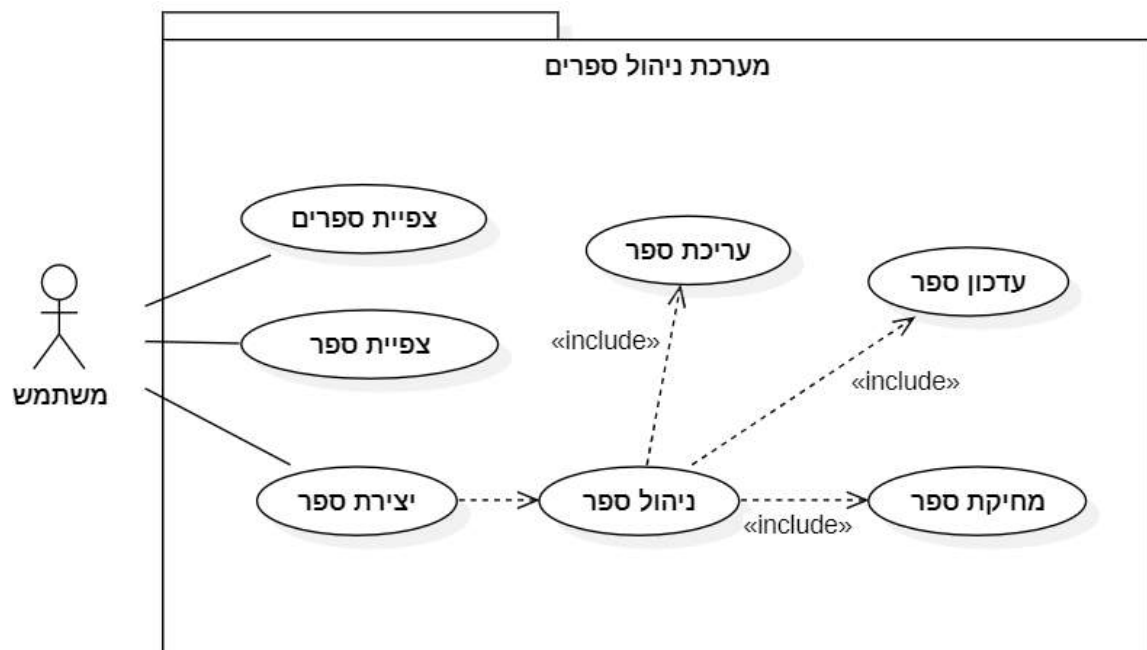 מערכת ניהול ספרים
צפיית ספרים
עריכת ספר
עדכון ספר
צפיית ספר
«include»
«include»
משתמש
יצירת ספר
ניהול ספר
«include»
מחיקת ספר